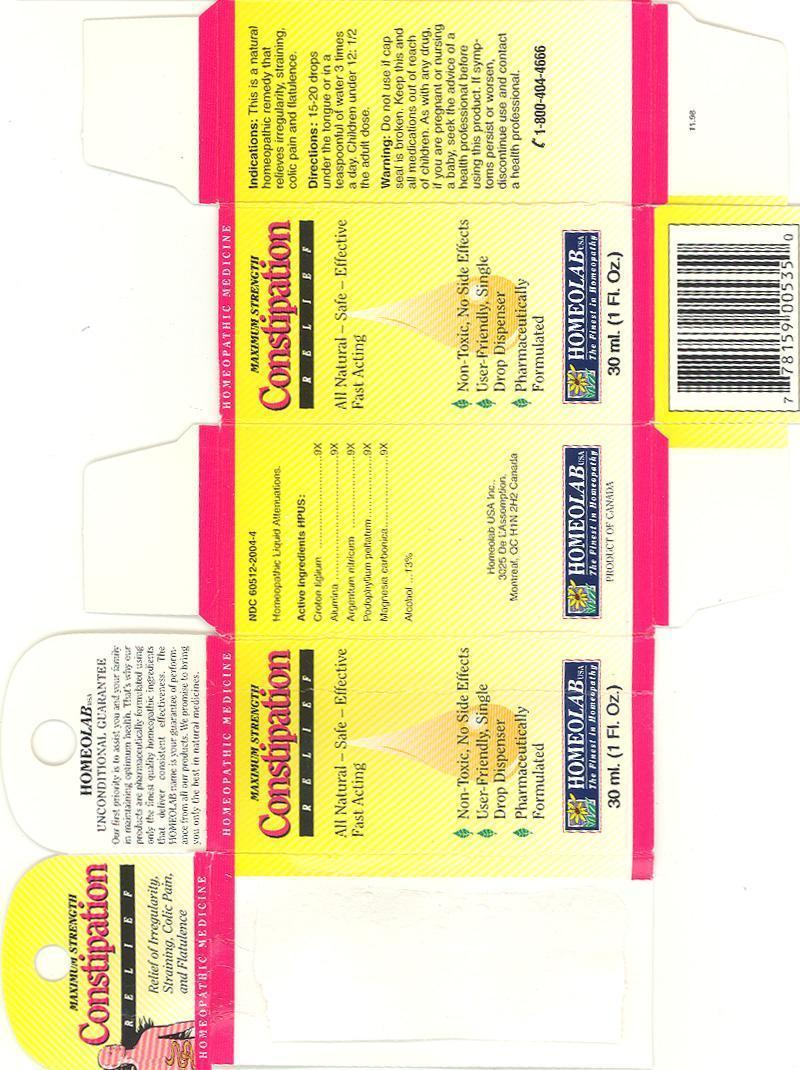 Indications: This is a natural
homeopathic remedy that
relieves irregularity, straining,
colic pain and flatulence.
Directions: 15-20 drops
under the tongue or in a
teaspoonful of water 3 times
a day. Children under 12: 1/2
the adult dose.
Warning: Do not use if cap
seal is broken. Keep this and
all medications out of reach
of children. As with any drug,
if you are pregnant or nursing
a baby, seek the advice of a
health professional before
using this product. If symp-
toms persist or worsen,
discontinue use and contact
a health professional.
1-800-404-4666
11-98
HOMEOPATHIC MEDICINE
MAXIMUM STRENGTH
Constipation
RELIEF
All Natural – Safe – Effective
Fast Acting
Non-Toxic, No Side Effects
User-Friendly, Single
Drop Dispenser
Pharmaceutically
Formulated
HOMEOLAB USA
The Finest in Homeopathy
30 ml. (1 Fl. Oz.)
7 78159 00535 0
NDC 60512-2004-4
Homeopathic Liquid Attenuations.
Active Ingredients HPUS:
Croton tiglium ..................9X
Alumina ..................9X
Argentum nitricum ..................9X
Podophyllum peltatum ..................9X
Magnesia carbonica ..................9X
Alcohol ...13%
Homeolab USA Inc.,
3025 De L'Assomption,
Montreal, QC H1N 2H2 Canada
HOMEOLAB USA
The Finest in Homeopathy
PRODUCT OF CANADA
HOMEOPATHIC MEDICINE
MAXIMUM STRENGTH
Constipation
RELIEF
All Natural – Safe – Effective
Fast Acting
Non-Toxic, No Side Effects
User-Friendly, Single
Drop Dispenser
Pharmaceutically
Formulated
HOMEOLAB USA
The Finest in Homeopathy
30 ml. (1 Fl. Oz.)
HOMEOLAB USA
UNCONDITIONAL GUARANTEE
Our first priority is to assist you and your family
in maintaining optimum health. That's why our
products are pharmaceutically formulated using
only the finest quality homeopathic ingredients
that deliver consistent effectiveness. The
HOMEOLAB name is your guarantee of perform-
ance from all our products. We promise to bring
you only the best in natural medicines.
MAXIMUM STRENGTH
Constipation
RELIEF
Relief of Irregularity,
Straining, Colic Pain,
and Flatulence
HOMEOPATHIC MEDICINE